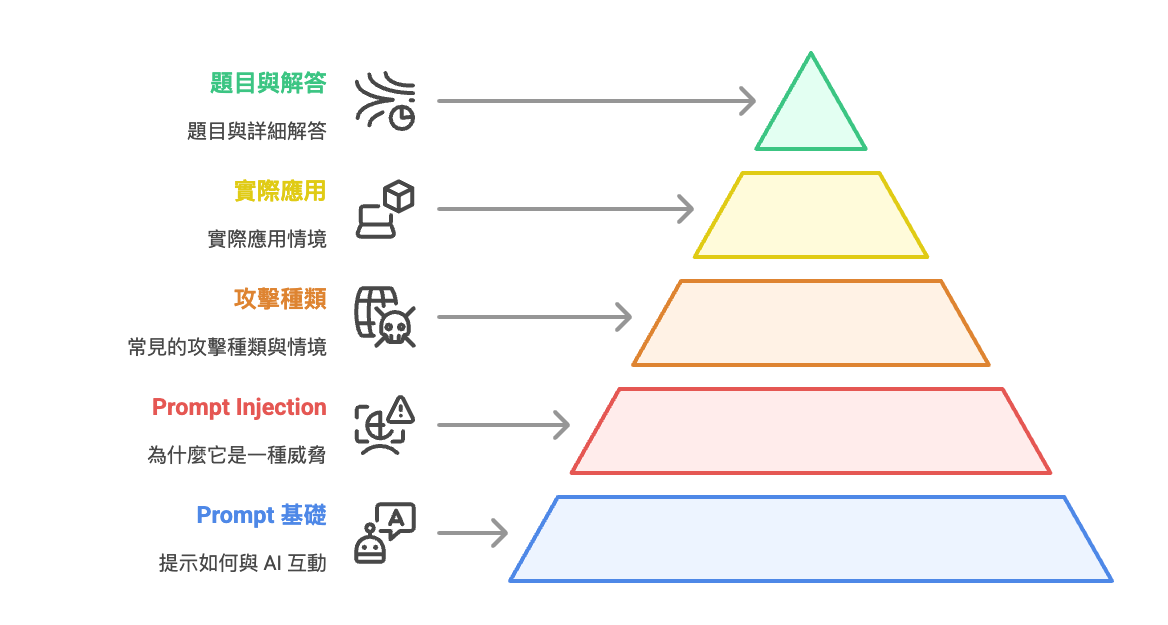 題目與解答
題目與詳細解答
實際應用
實際應用情境
攻擊種類
常見的攻擊種類與情境
Prompt Injection
為什麼它是一種威脅
Prompt 基礎
A
提示如何與 AI 互動